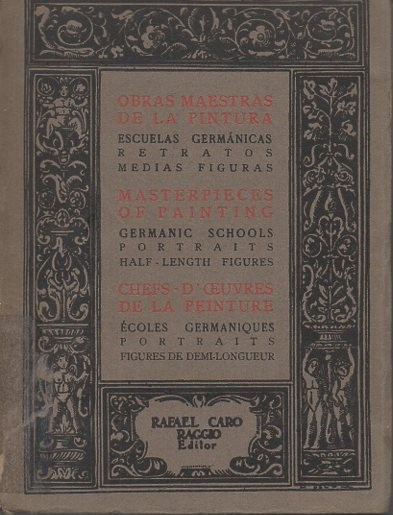 OBRAS MAESTRAS
DE LA PINTURA
ESCUELAS GERMÁNICAS
RETRATOS
MEDIAS FIGURAS
MASTERPIECES
OF PAINTING
GERMANIC SCHOOLS
PORTRAITS
HALF-LENGTH FIGURES
CHEFS-D'ŒUVRES
DE LA PEINTURE
ÉCOLES GERMANIQUES
PORTRAITS
FIGURES DE DEMI-LONGUEUR
RAFAEL CARO
RAGGIO
Editor